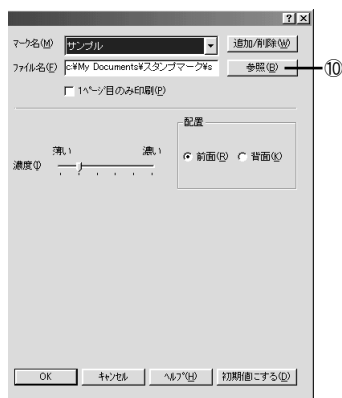 ? ×
マーク名(M) サンプル 追加/削除(W)
ファイル名(F) c:¥My Documents¥スタンプマーク¥s 参照(B) ⑩
1ページ目のみ印刷(P)
配置
薄い 濃い
濃度(I) 前面(R) 背面(K)
OK キャンセル ヘルプ(H) 初期値にする(D)